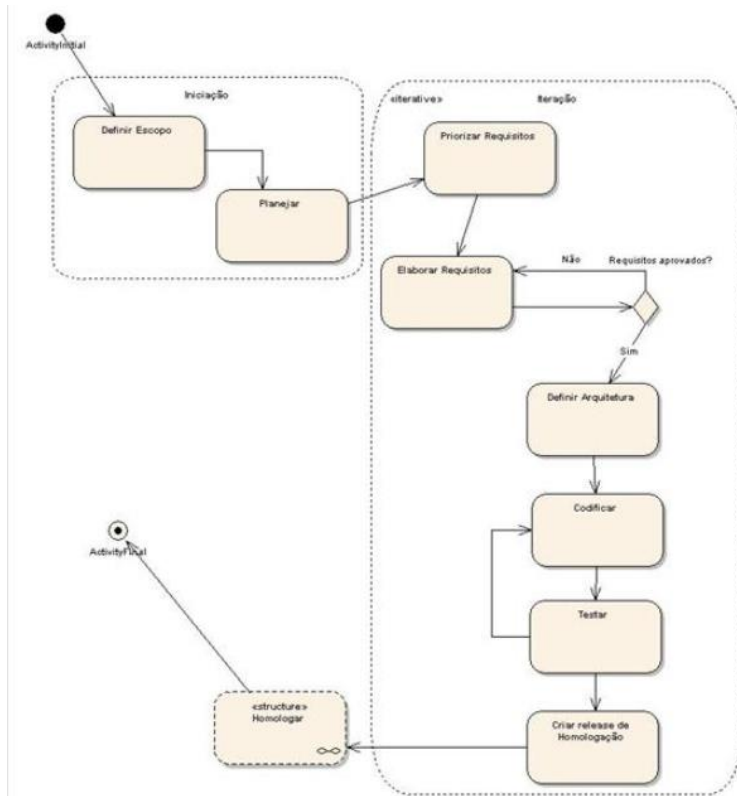 ActivityInitial
Iniciação
«iterative»
Iteração
Definir Escopo
Priorizar Requisitos
Planejar
Elaborar Requisitos
Não
Requisitos aprovados?
Sim
Definir Arquitetura
Codificar
ActivityFinal
Testar
«structure»
Homologar
Criar release de
Homologação